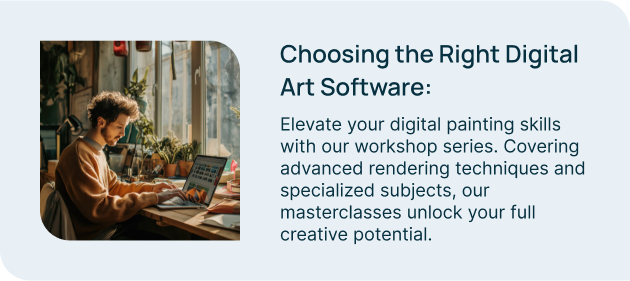 Choosing the Right Digital
Art Software:
Elevate your digital painting skills
with our workshop series. Covering
advanced rendering techniques and
specialized subjects, our
masterclasses unlock your full
creative potential.